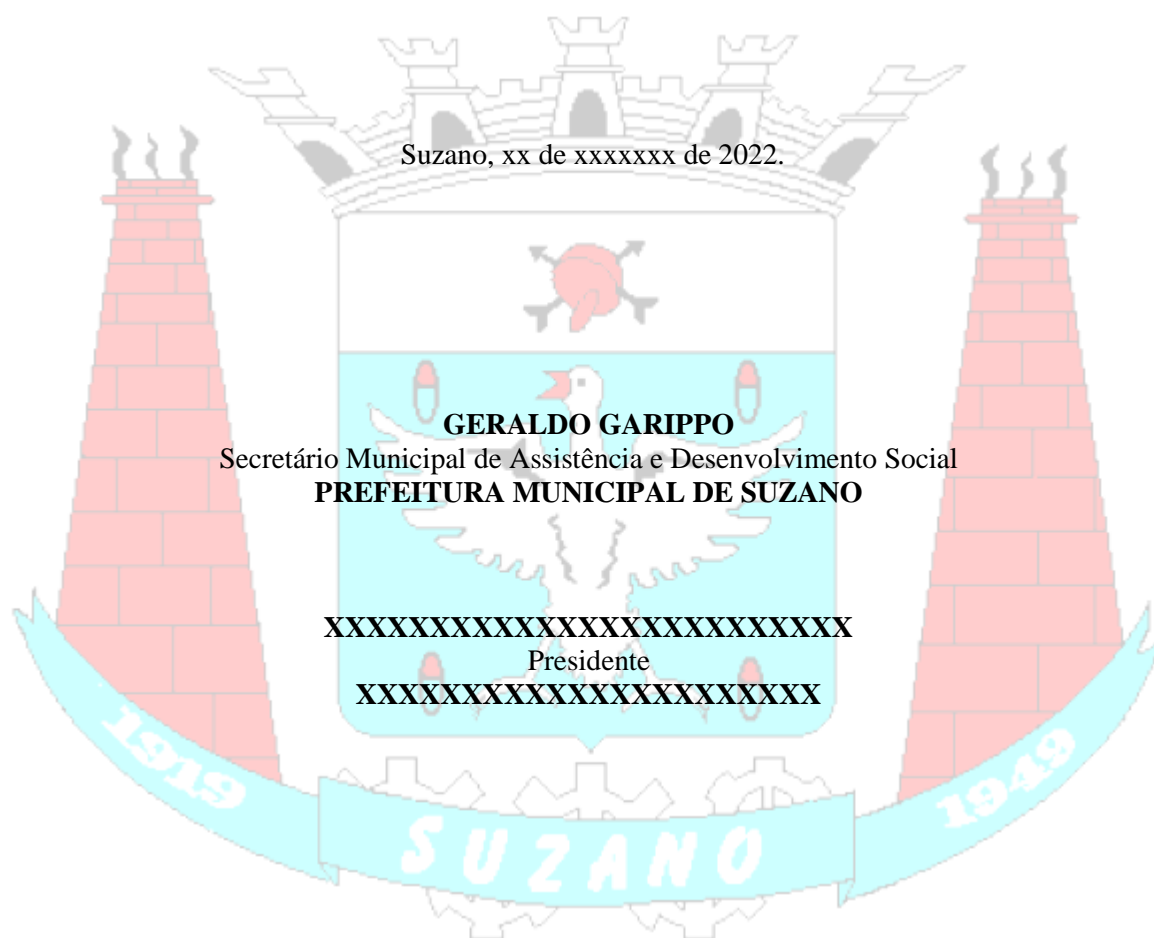 Suzano, xx de xxxxxxx de 2022.
GERALDO GARIPPO
Secretário Municipal de Assistência e Desenvolvimento Social
PREFEITURA MUNICIPAL DE SUZANO
XXXXXXXXXXXXXXXXXXXXXXXXX
Presidente
XXXXXXXXXXXXXXXXXXXXXX
1919
SUZANO
1949